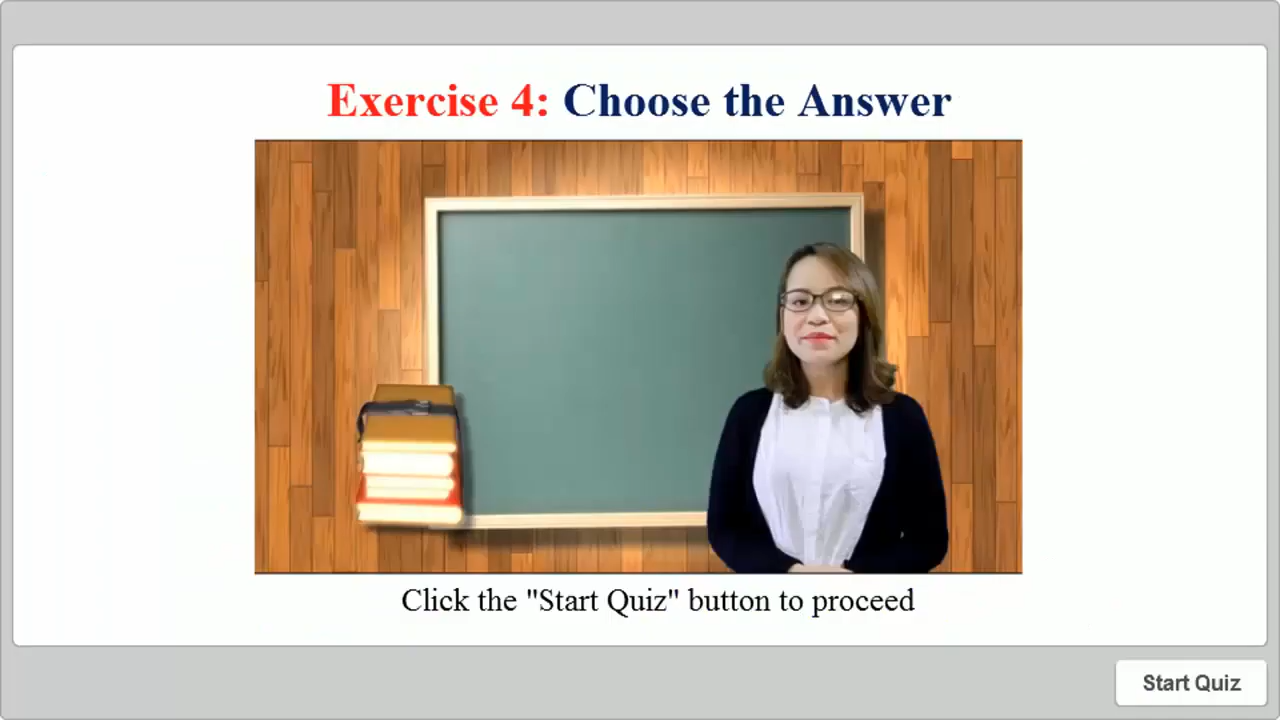 Exercise 4: Choose the Answer
Click the "Start Quiz" button to proceed
Start Quiz